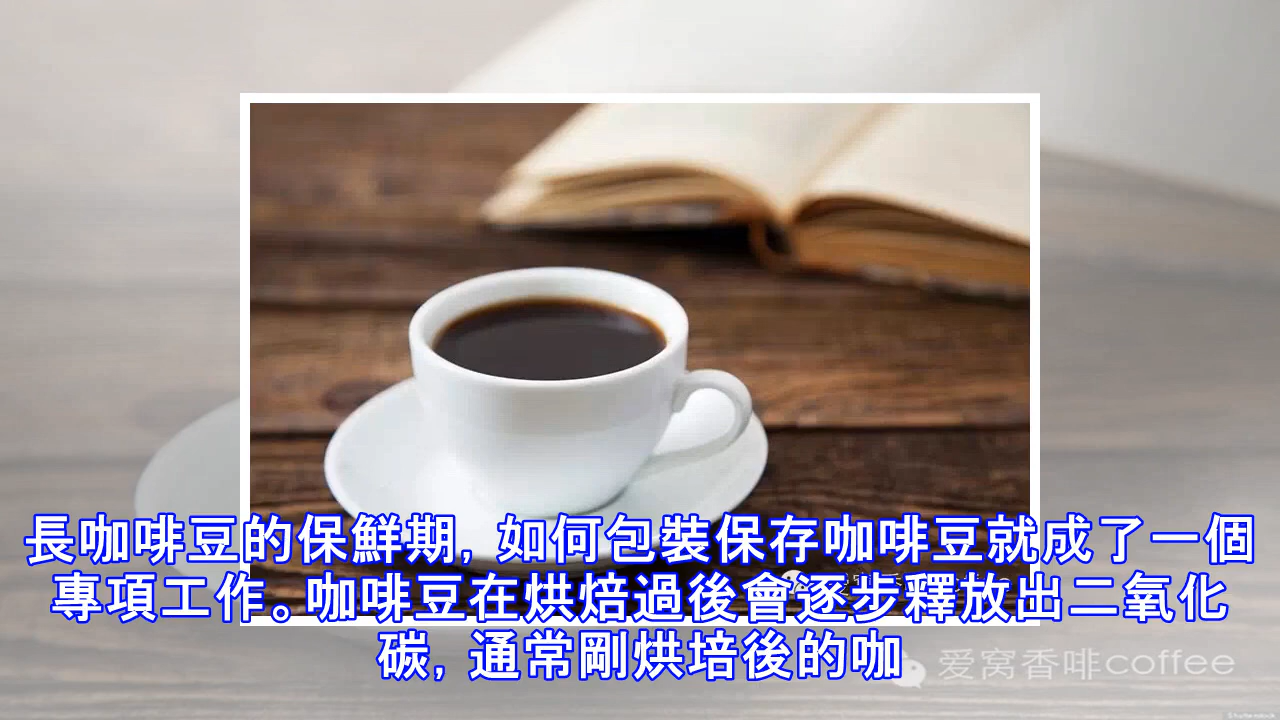 長咖啡豆的保鮮期, 如何包裝保存咖啡豆就成了一個
專項工作。咖啡豆在烘焙過後會逐步釋放出二氧化
碳, 通常剛烘培後的咖
爱窝香啡coffee